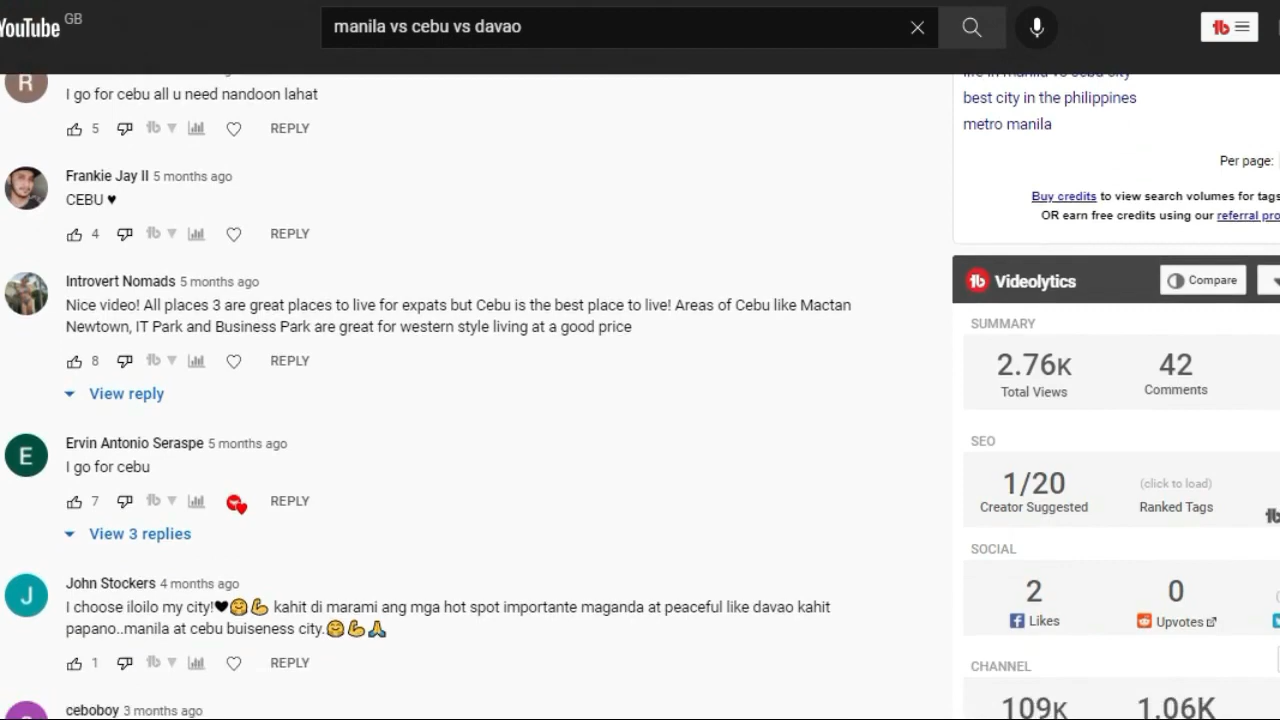 YouTube GB
manila vs cebu vs davao
R
I go for cebu all u need nandoon lahat
5 REPLY
Frankie Jay II 5 months ago
CEBU ♥
4 REPLY
Introvert Nomads 5 months ago
Nice video! All places 3 are great places to live for expats but Cebu is the best place to live! Areas of Cebu like Mactan
Newtown, IT Park and Business Park are great for western style living at a good price
8 REPLY
View reply
E
Ervin Antonio Seraspe 5 months ago
I go for cebu
7 REPLY
View 3 replies
J
John Stockers 4 months ago
I choose iloilo my city!🖤🤗💪 kahit di marami ang mga hot spot importante maganda at peaceful like davao kahit
papano..manila at cebu buiseness city.🤗💪🙏
1 REPLY
ceboboy 3 months ago
life in manila vs cebu city
best city in the philippines
metro manila
Per page:
Buy credits to view search volumes for tags
OR earn free credits using our referral pro
Videolytics
Compare
SUMMARY
2.76K
Total Views
42
Comments
SEO
1/20
Creator Suggested
(click to load)
Ranked Tags
SOCIAL
2
Likes
0
Upvotes
CHANNEL
109K
1.06K